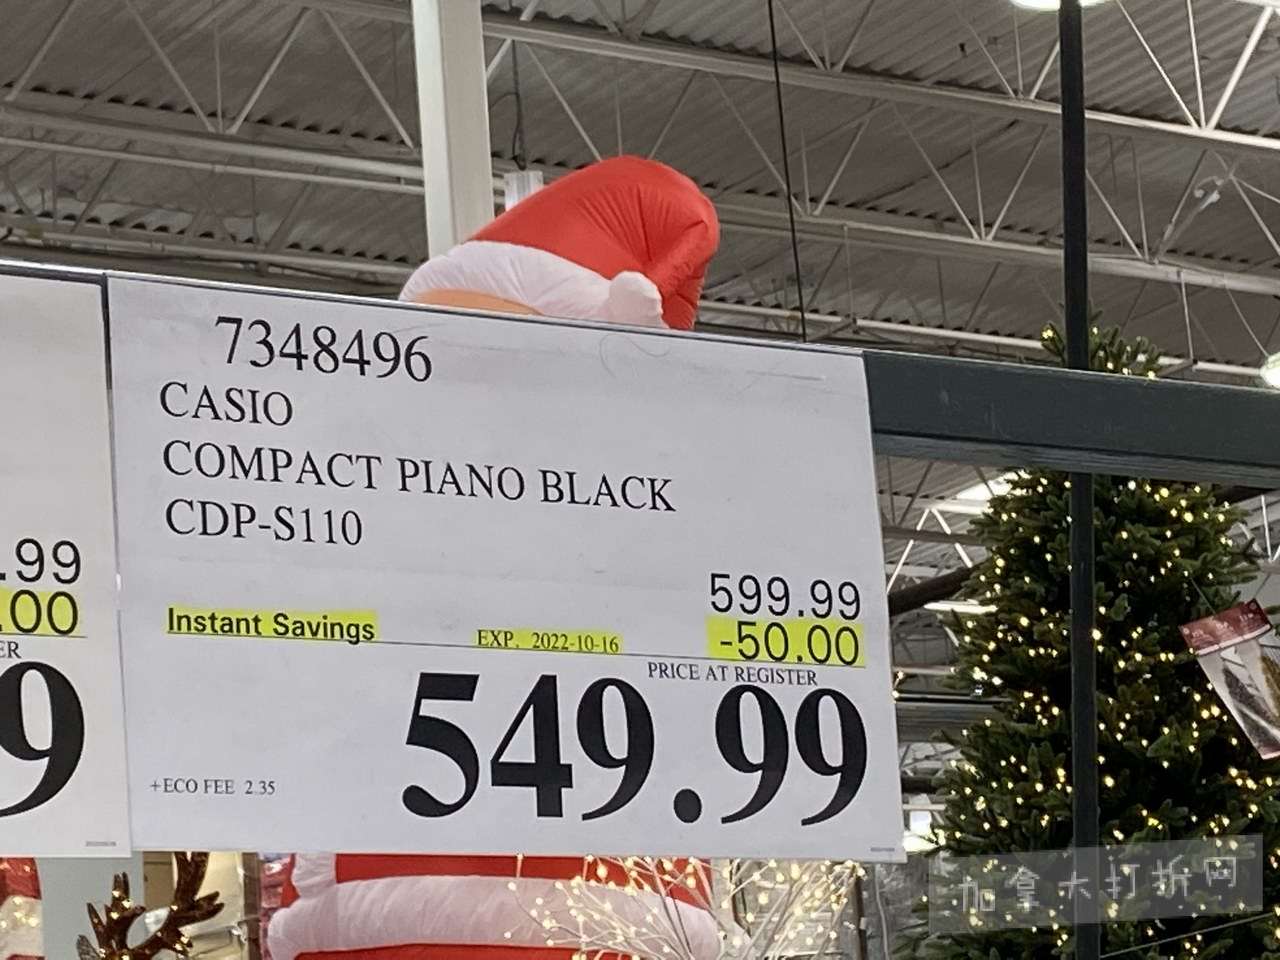 7348496
CASIO
COMPACT PIANO BLACK
CDP-S110
.99
599.99
.00
Instant Savings
EXP. 2022-10-16
-50.00
ER
PRICE AT REGISTER
9
549.99
+ECO FEE 2.35
加拿大打折网